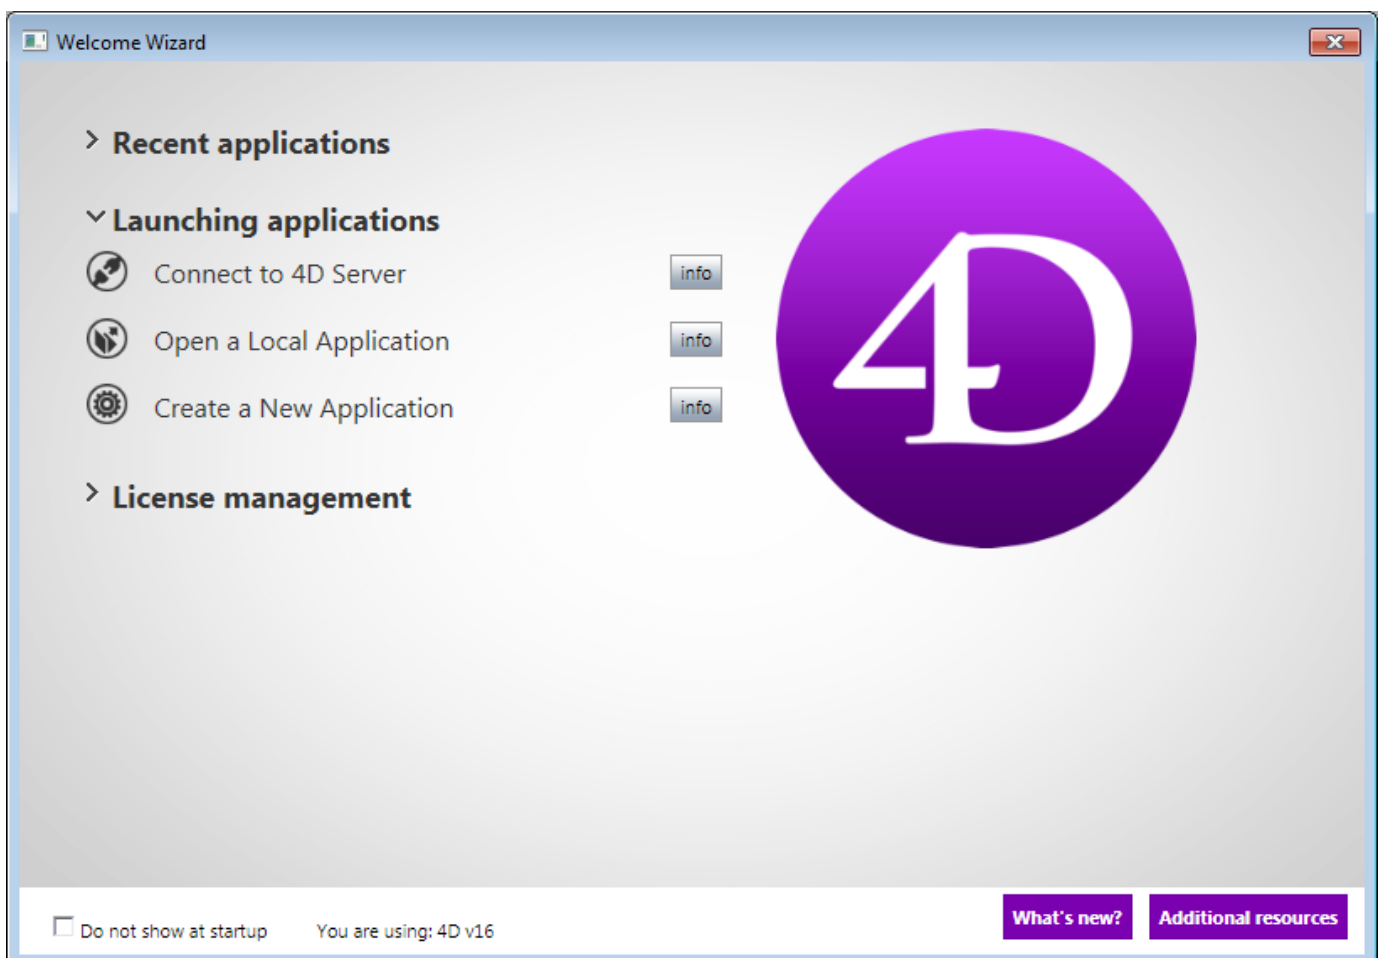 Welcome Wizard
Recent applications
Launching applications
Connect to 4D Server info
Open a Local Application info
Create a New Application info
License management
4D
Do not show at startup You are using: 4D v16 What's new? Additional resources